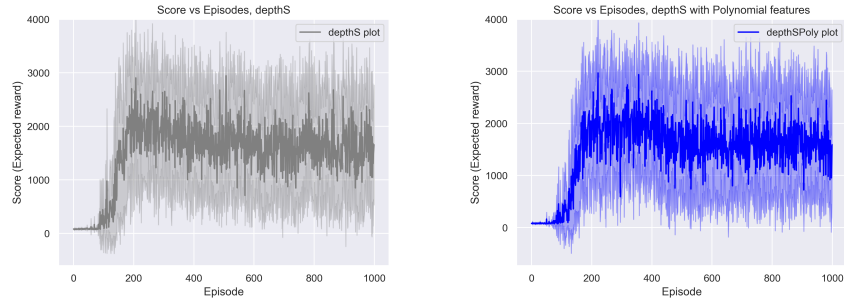 Score vs Episodes, depthS
depthS plot
Score (Expected reward)
4000
3000
2000
1000
0
0 200 400 600 800 1000
Episode
Score vs Episodes, depthS with Polynomial features
depthSPoly plot
Score (Expected reward)
4000
3000
2000
1000
0
0 200 400 600 800 1000
Episode